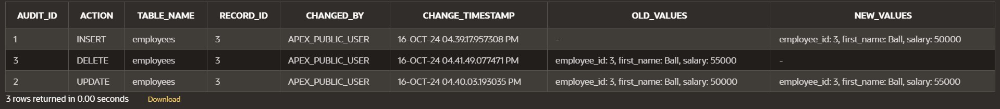 AUDIT_ID ACTION TABLE_NAME RECORD_ID CHANGED_BY CHANGE_TIMESTAMP OLD_VALUES NEW_VALUES
1 INSERT employees 3 APEX_PUBLIC_USER 16-OCT-24 04.39.17.957308 PM - employee_id: 3, first_name: Ball, salary: 50000
3 DELETE employees 3 APEX_PUBLIC_USER 16-OCT-24 04.41.49.077471 PM employee_id: 3, first_name: Ball, salary: 55000 -
2 UPDATE employees 3 APEX_PUBLIC_USER 16-OCT-24 04.40.03.193035 PM employee_id: 3, first_name: Ball, salary: 50000 employee_id: 3, first_name: Ball, salary: 55000
3 rows returned in 0.00 seconds Download